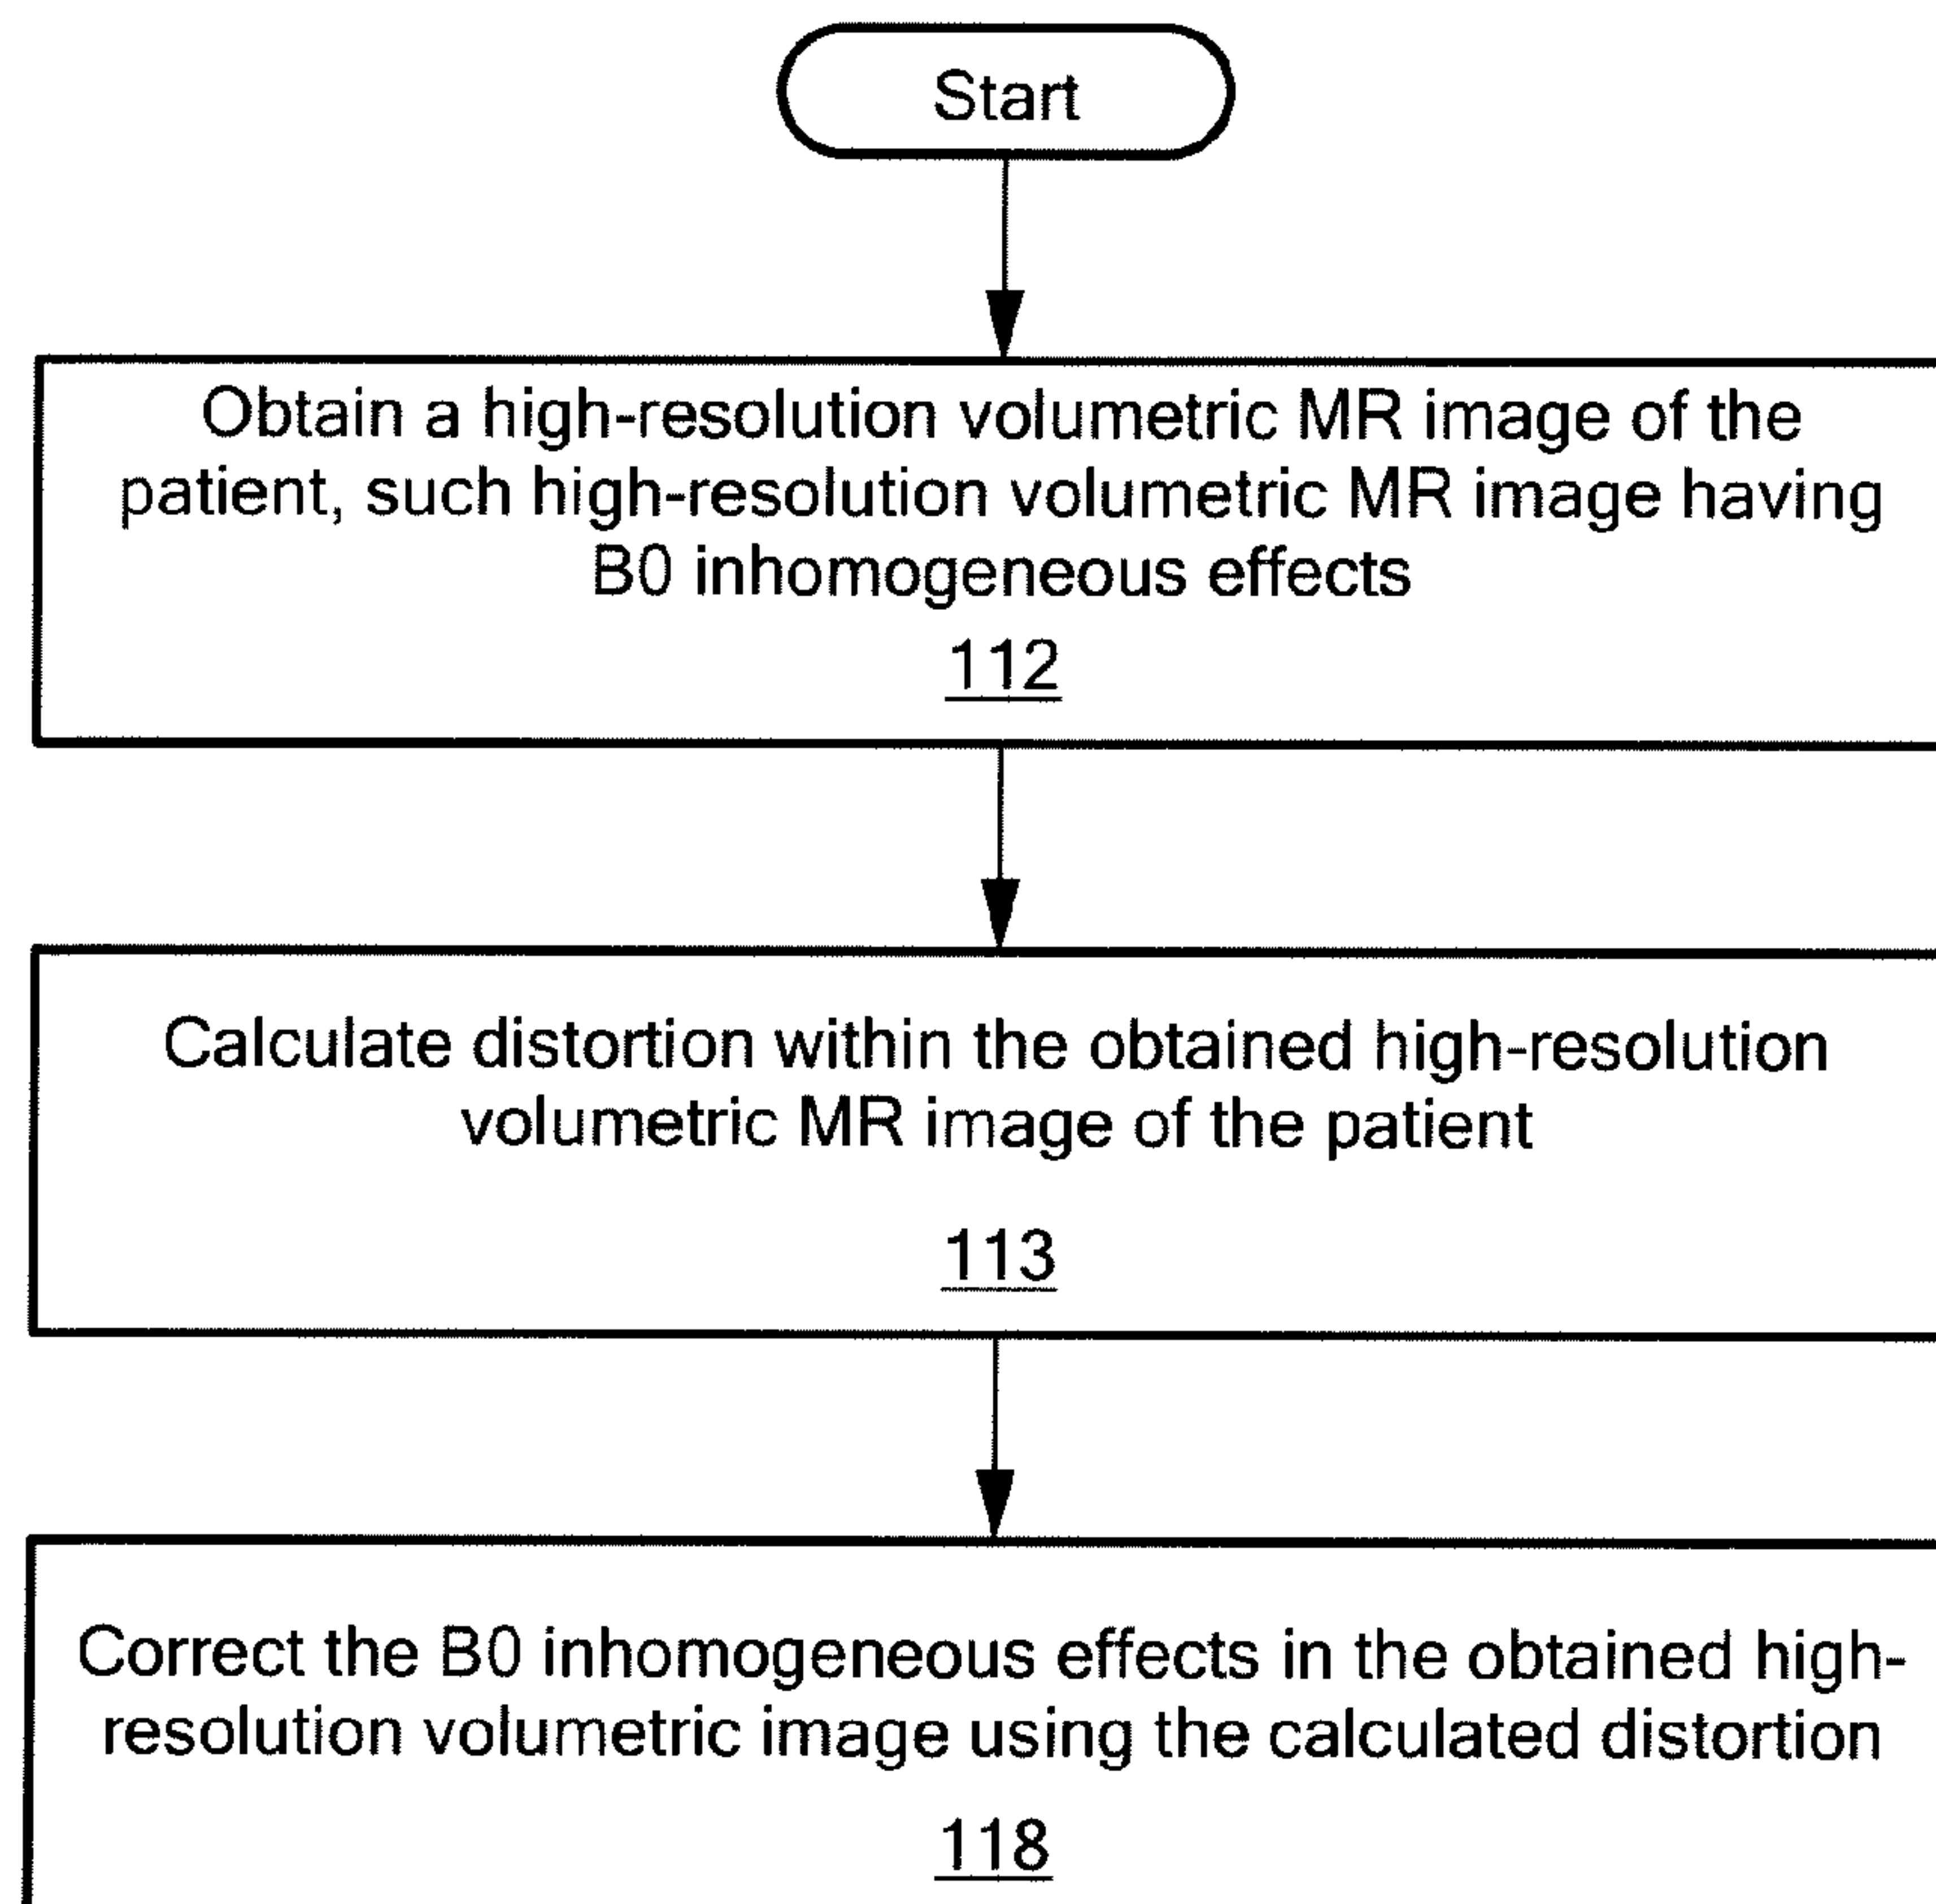 Start
Obtain a high-resolution volumetric MR image of the
patient, such high-resolution volumetric MR image having
B0 inhomogeneous effects
112
Calculate distortion within the obtained high-resolution
volumetric MR image of the patient
113
Correct the B0 inhomogeneous effects in the obtained high-
resolution volumetric image using the calculated distortion
118